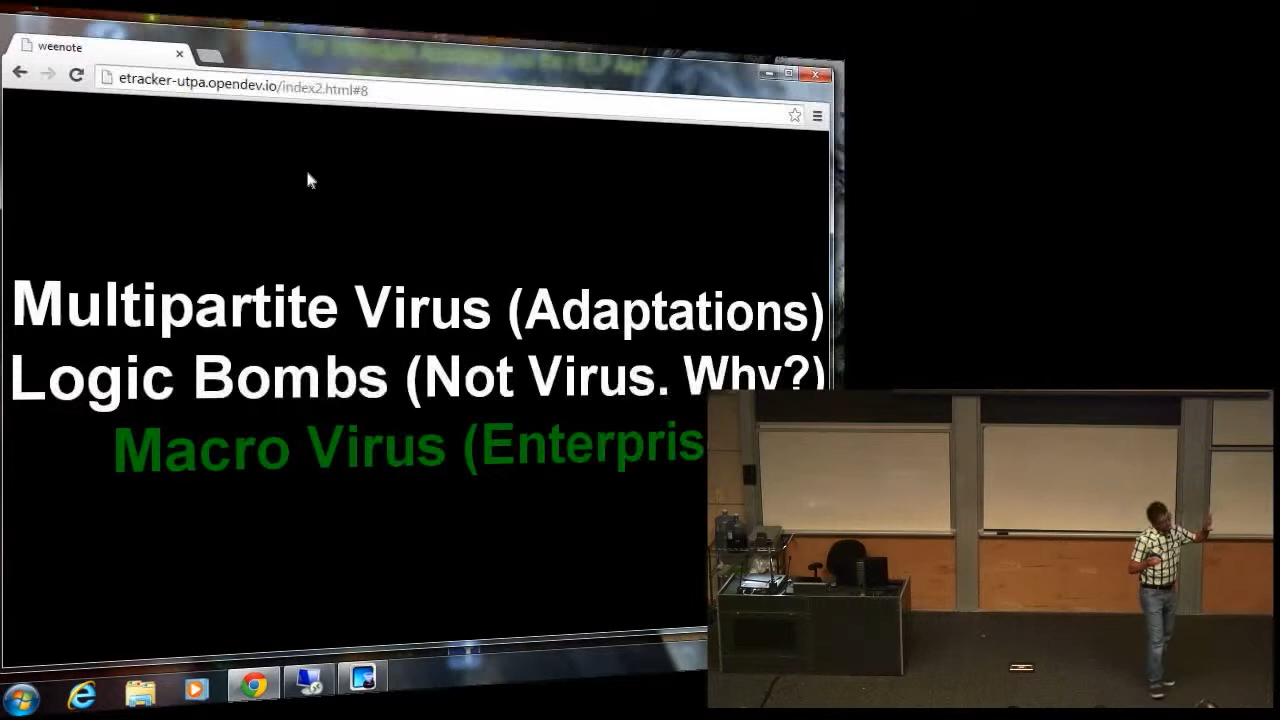 weenote
etracker-utpa.opendev.io/index2.html#8
Multipartite Virus (Adaptations)
Logic Bombs (Not Virus. Why?)
Macro Virus (Enterpris